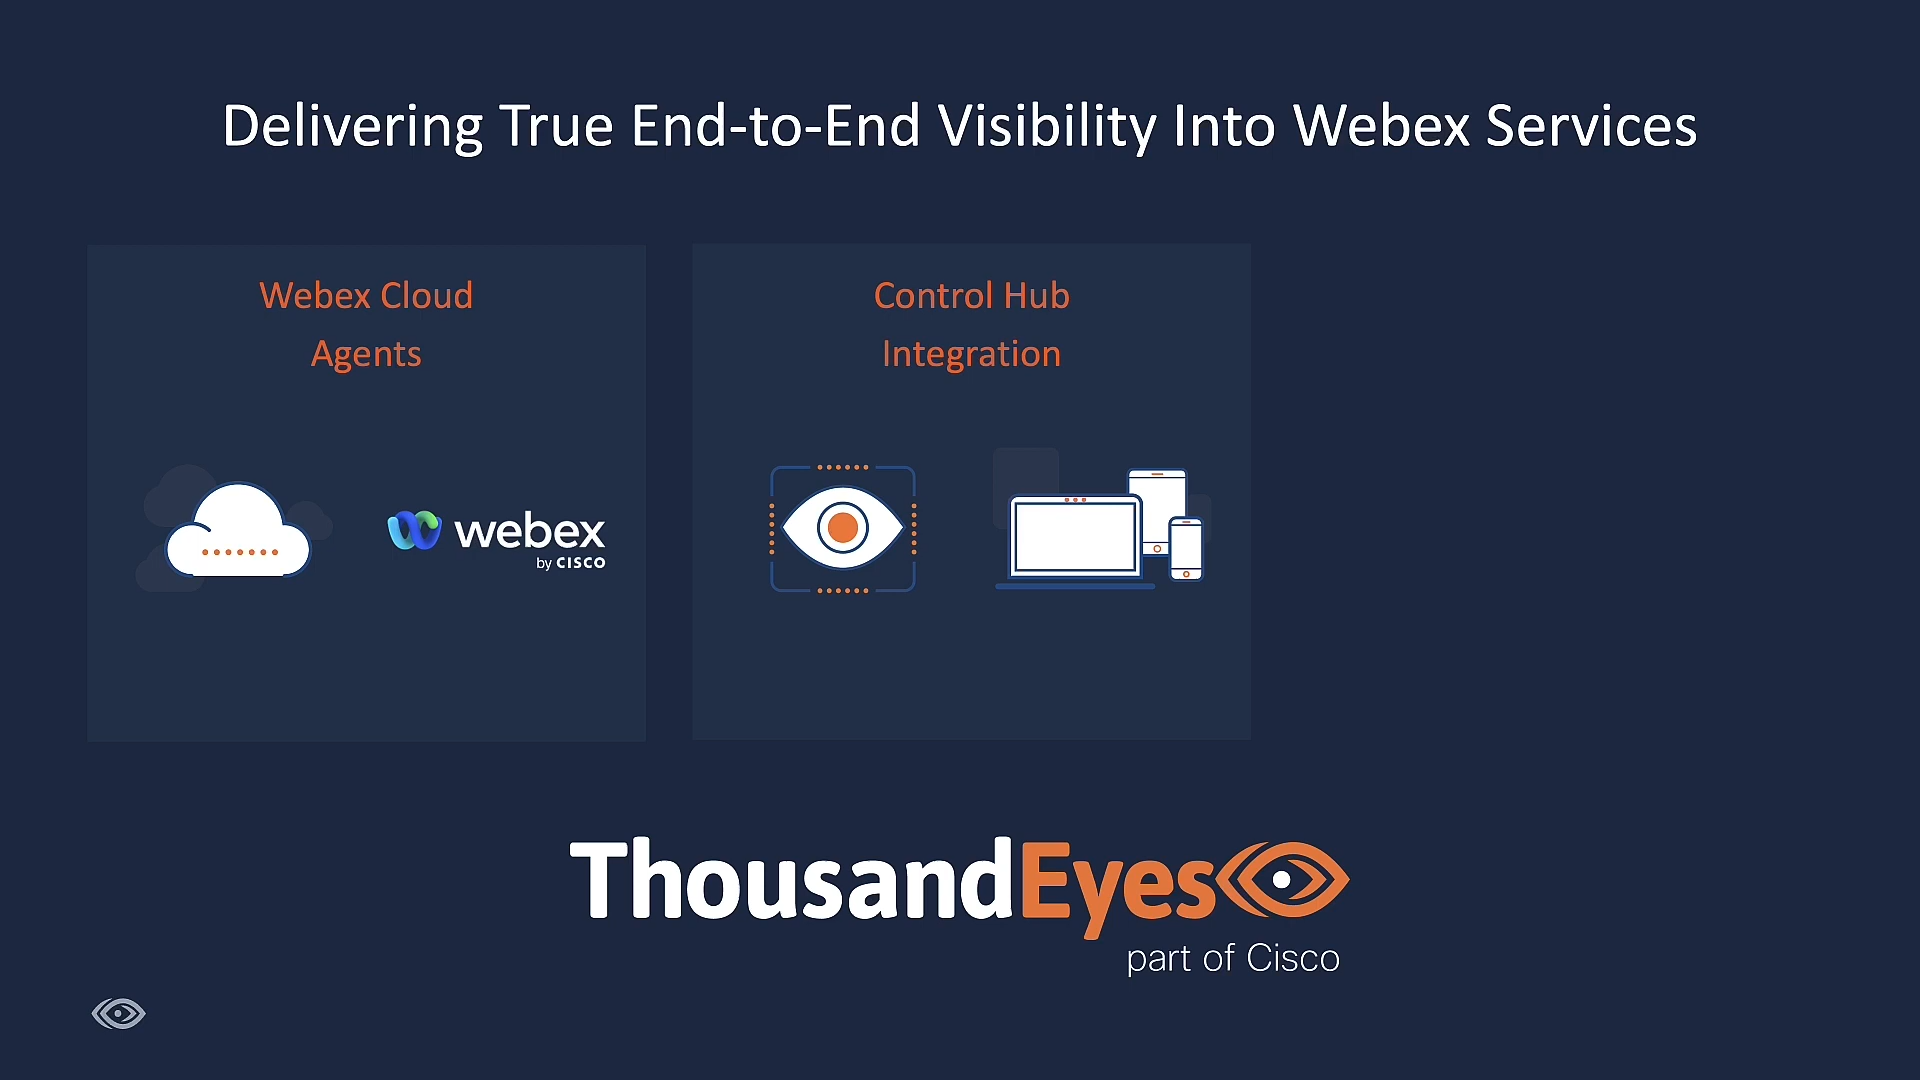 Delivering True End-to-End Visibility Into Webex Services
Webex Cloud
Agents
Control Hub
Integration
webex
by CISCO
ThousandEyes
part of Cisco